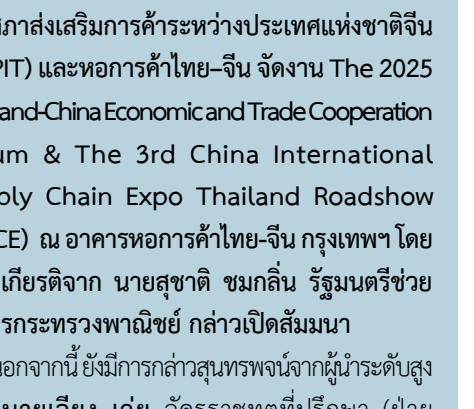 สภาส่งเสริมการค้าระหว่างประเทศแห่งชาติจีน
PIT) และหอการค้าไทย–จีน จัดงาน The 2025
and-China Economic and Trade Cooperation
um & The 3rd China International
ply Chain Expo Thailand Roadshow
CE) ณ อาคารหอการค้าไทย-จีน กรุงเทพฯ โดย
เกียรติจาก นายสุชาติ ชมกลิ่น รัฐมนตรีช่วย
รกระทรวงพาณิชย์ กล่าวเปิดสัมมนา
นอกจากนี้ ยังมีการกล่าวสุนทรพจน์จากผู้นำระดับสูง